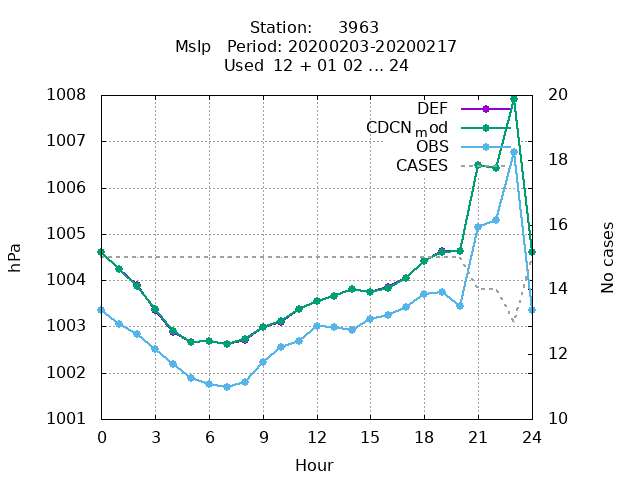 Station: 3963
Mslp Period: 20200203-20200217
Used 12 + 01 02 ... 24
DEF
CDCN_mod
OBS
CASES
1008
1007
1006
1005
1004
1003
1002
1001
hPa
20
18
16
14
12
10
No cases
0 3 6 9 12 15 18 21 24
Hour